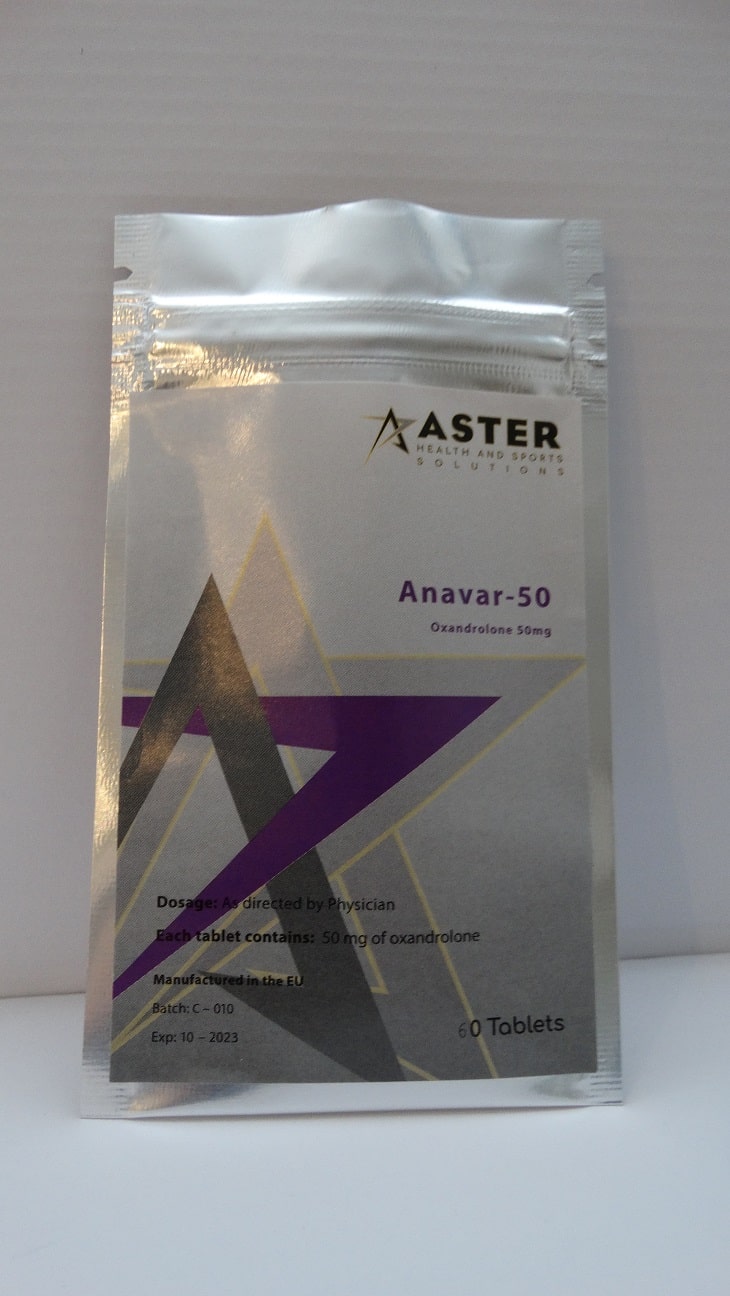 ASTER
HEALTH AND SPORTS
SOLUTIONS
Anavar-50
Oxandrolone 50mg
Dosage: As directed by Physician
Each tablet contains: 50 mg of oxandrolone
Manufactured in the EU
Batch: C – 010
Exp: 10 – 2023
60 Tablets